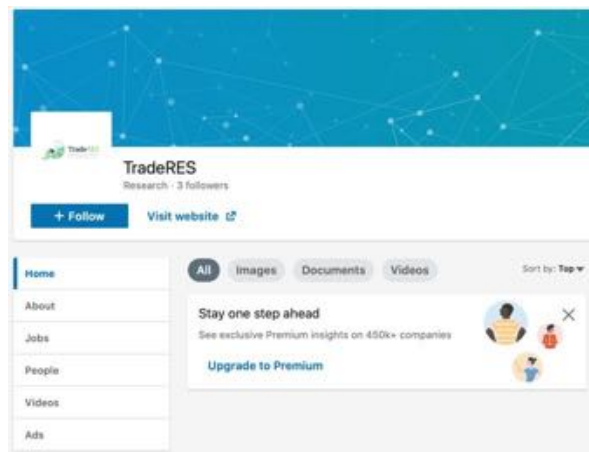 TradeRES
TradeRES
Research · 3 followers
+ Follow
Visit website
Home
About
Jobs
People
Videos
Ads
All
Images
Documents
Videos
Sort by: Top
Stay one step ahead
See exclusive Premium insights on 450k+ companies
Upgrade to Premium